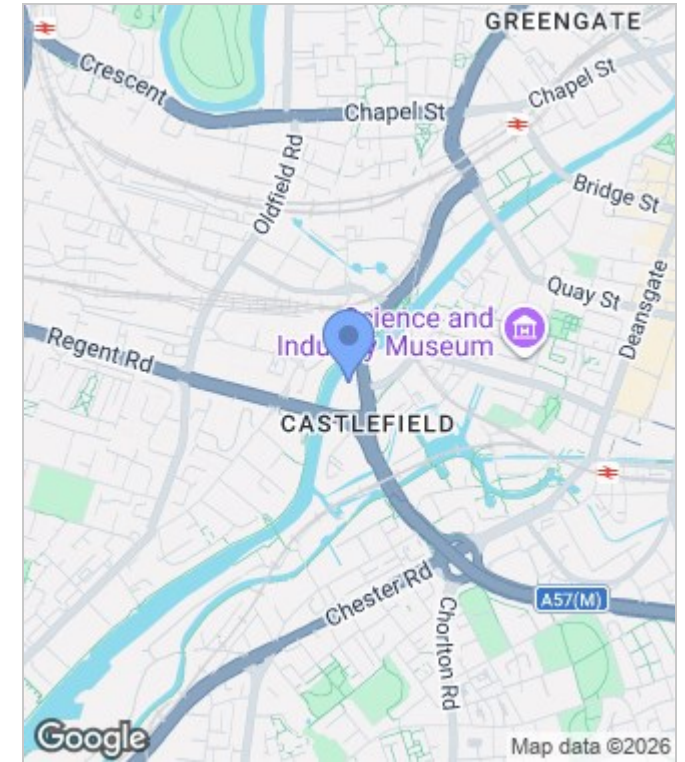 GREENGATE
Crescent
Chapel St
Chapel St
Oldfield Rd
Bridge St
Quay St
Deansgate
Science and
Industry Museum
Regent Rd
CASTLEFIELD
Chester Rd
Chorlton Rd
A57(M)
Google
Map data ©2026